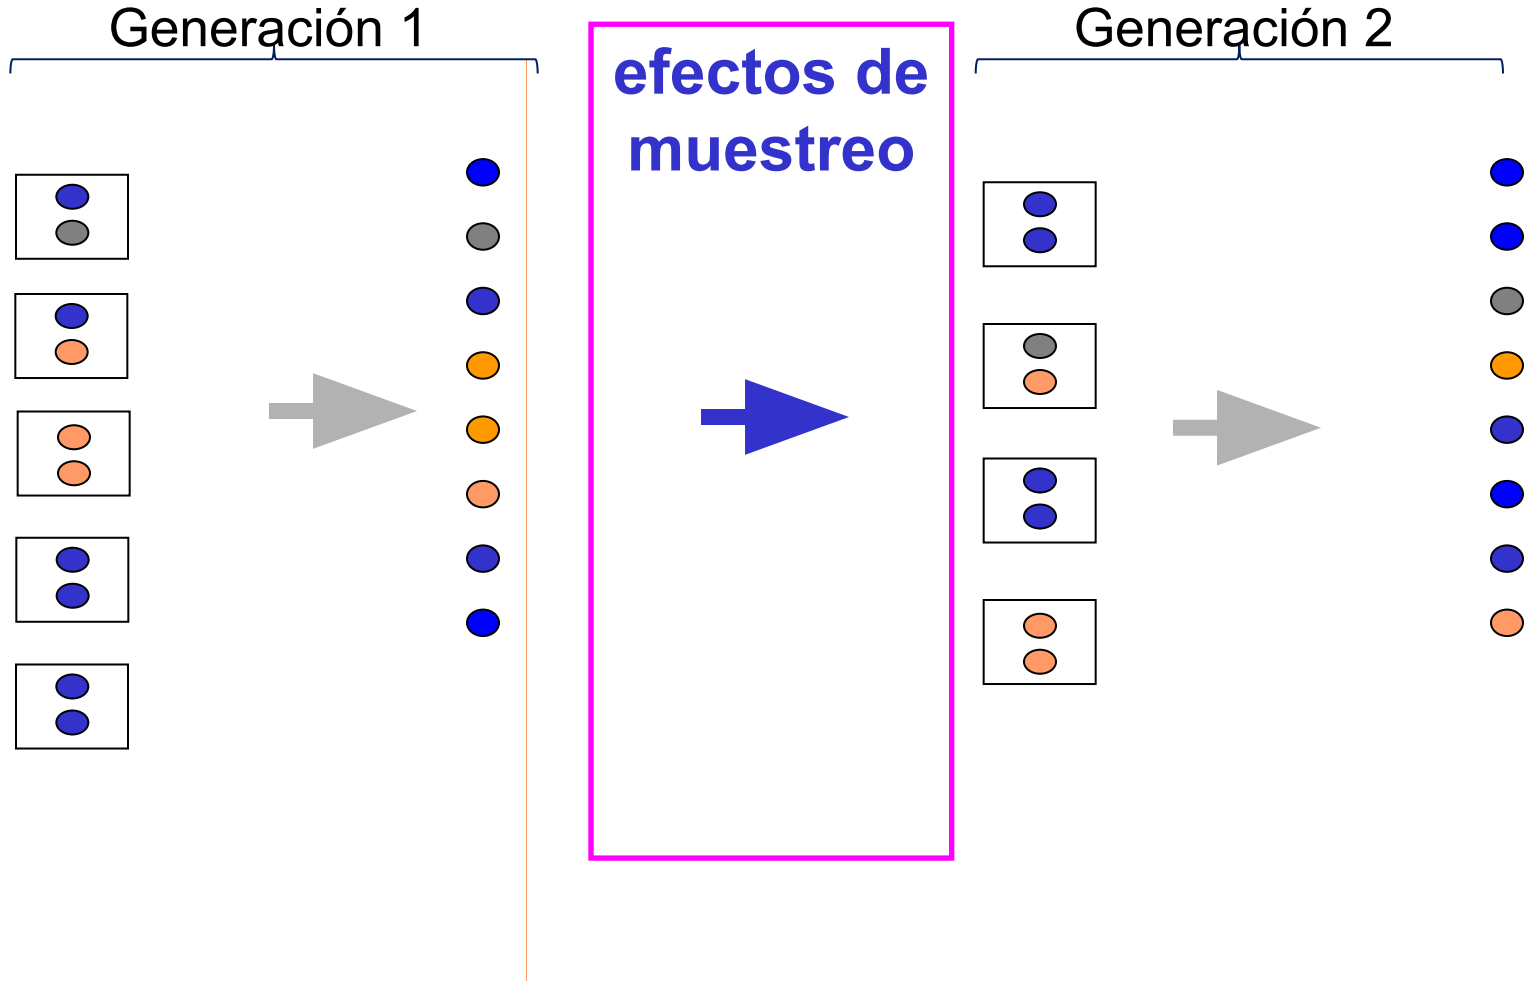 Generación 1
efectos de
muestreo
Generación 2